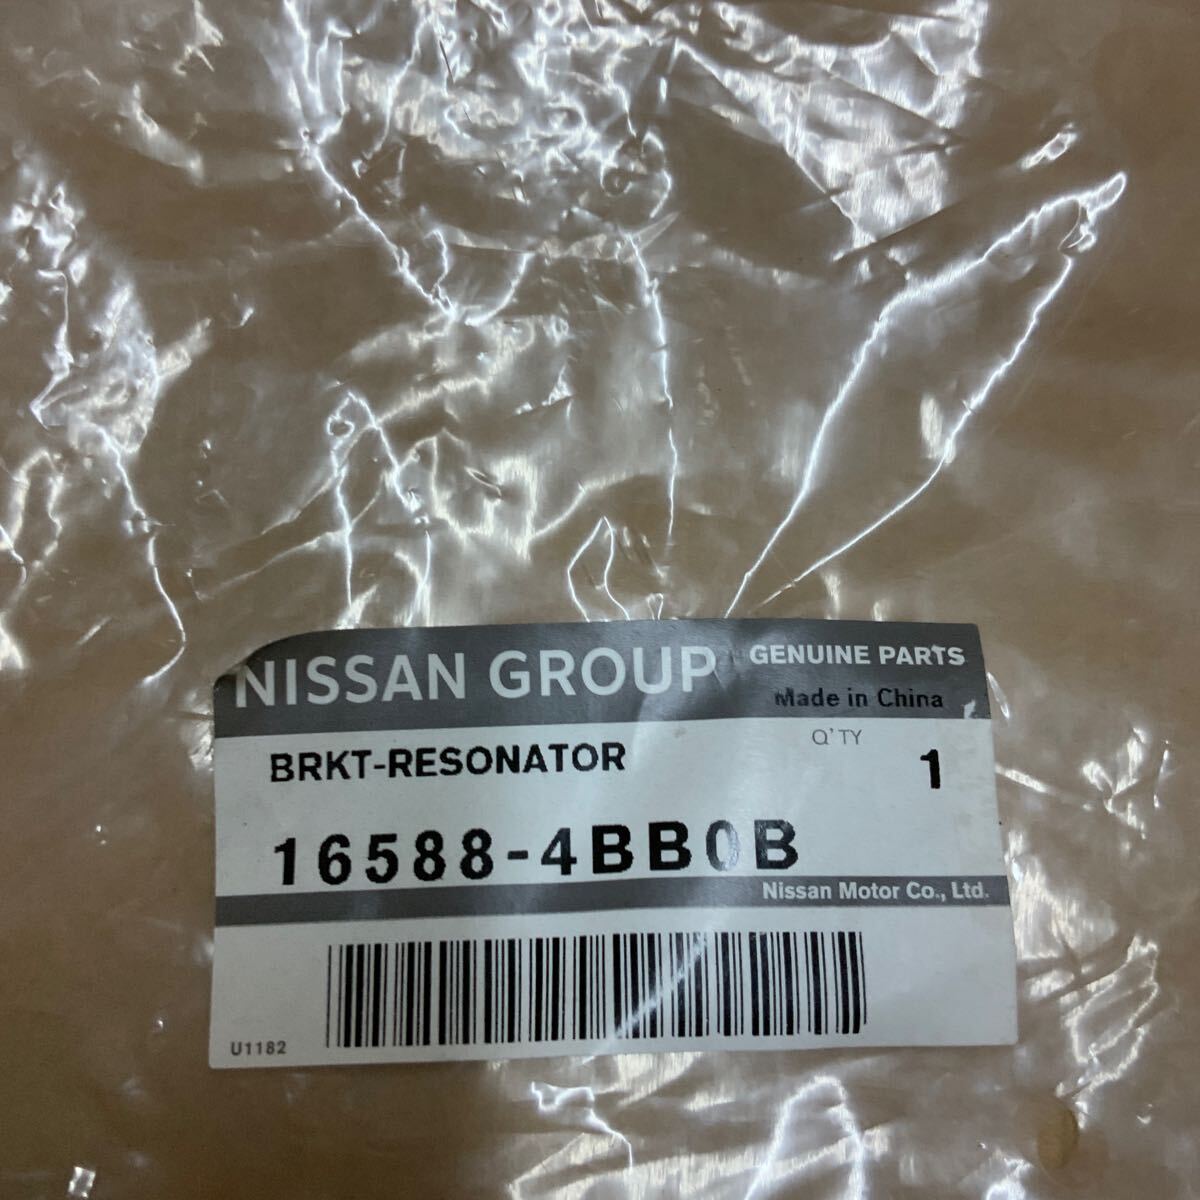 NISSAN GROUP
GENUINE PARTS
Made in China
BRKT-RESONATOR
Q'TY
1
16588-4BB0B
Nissan Motor Co., Ltd.
U1182